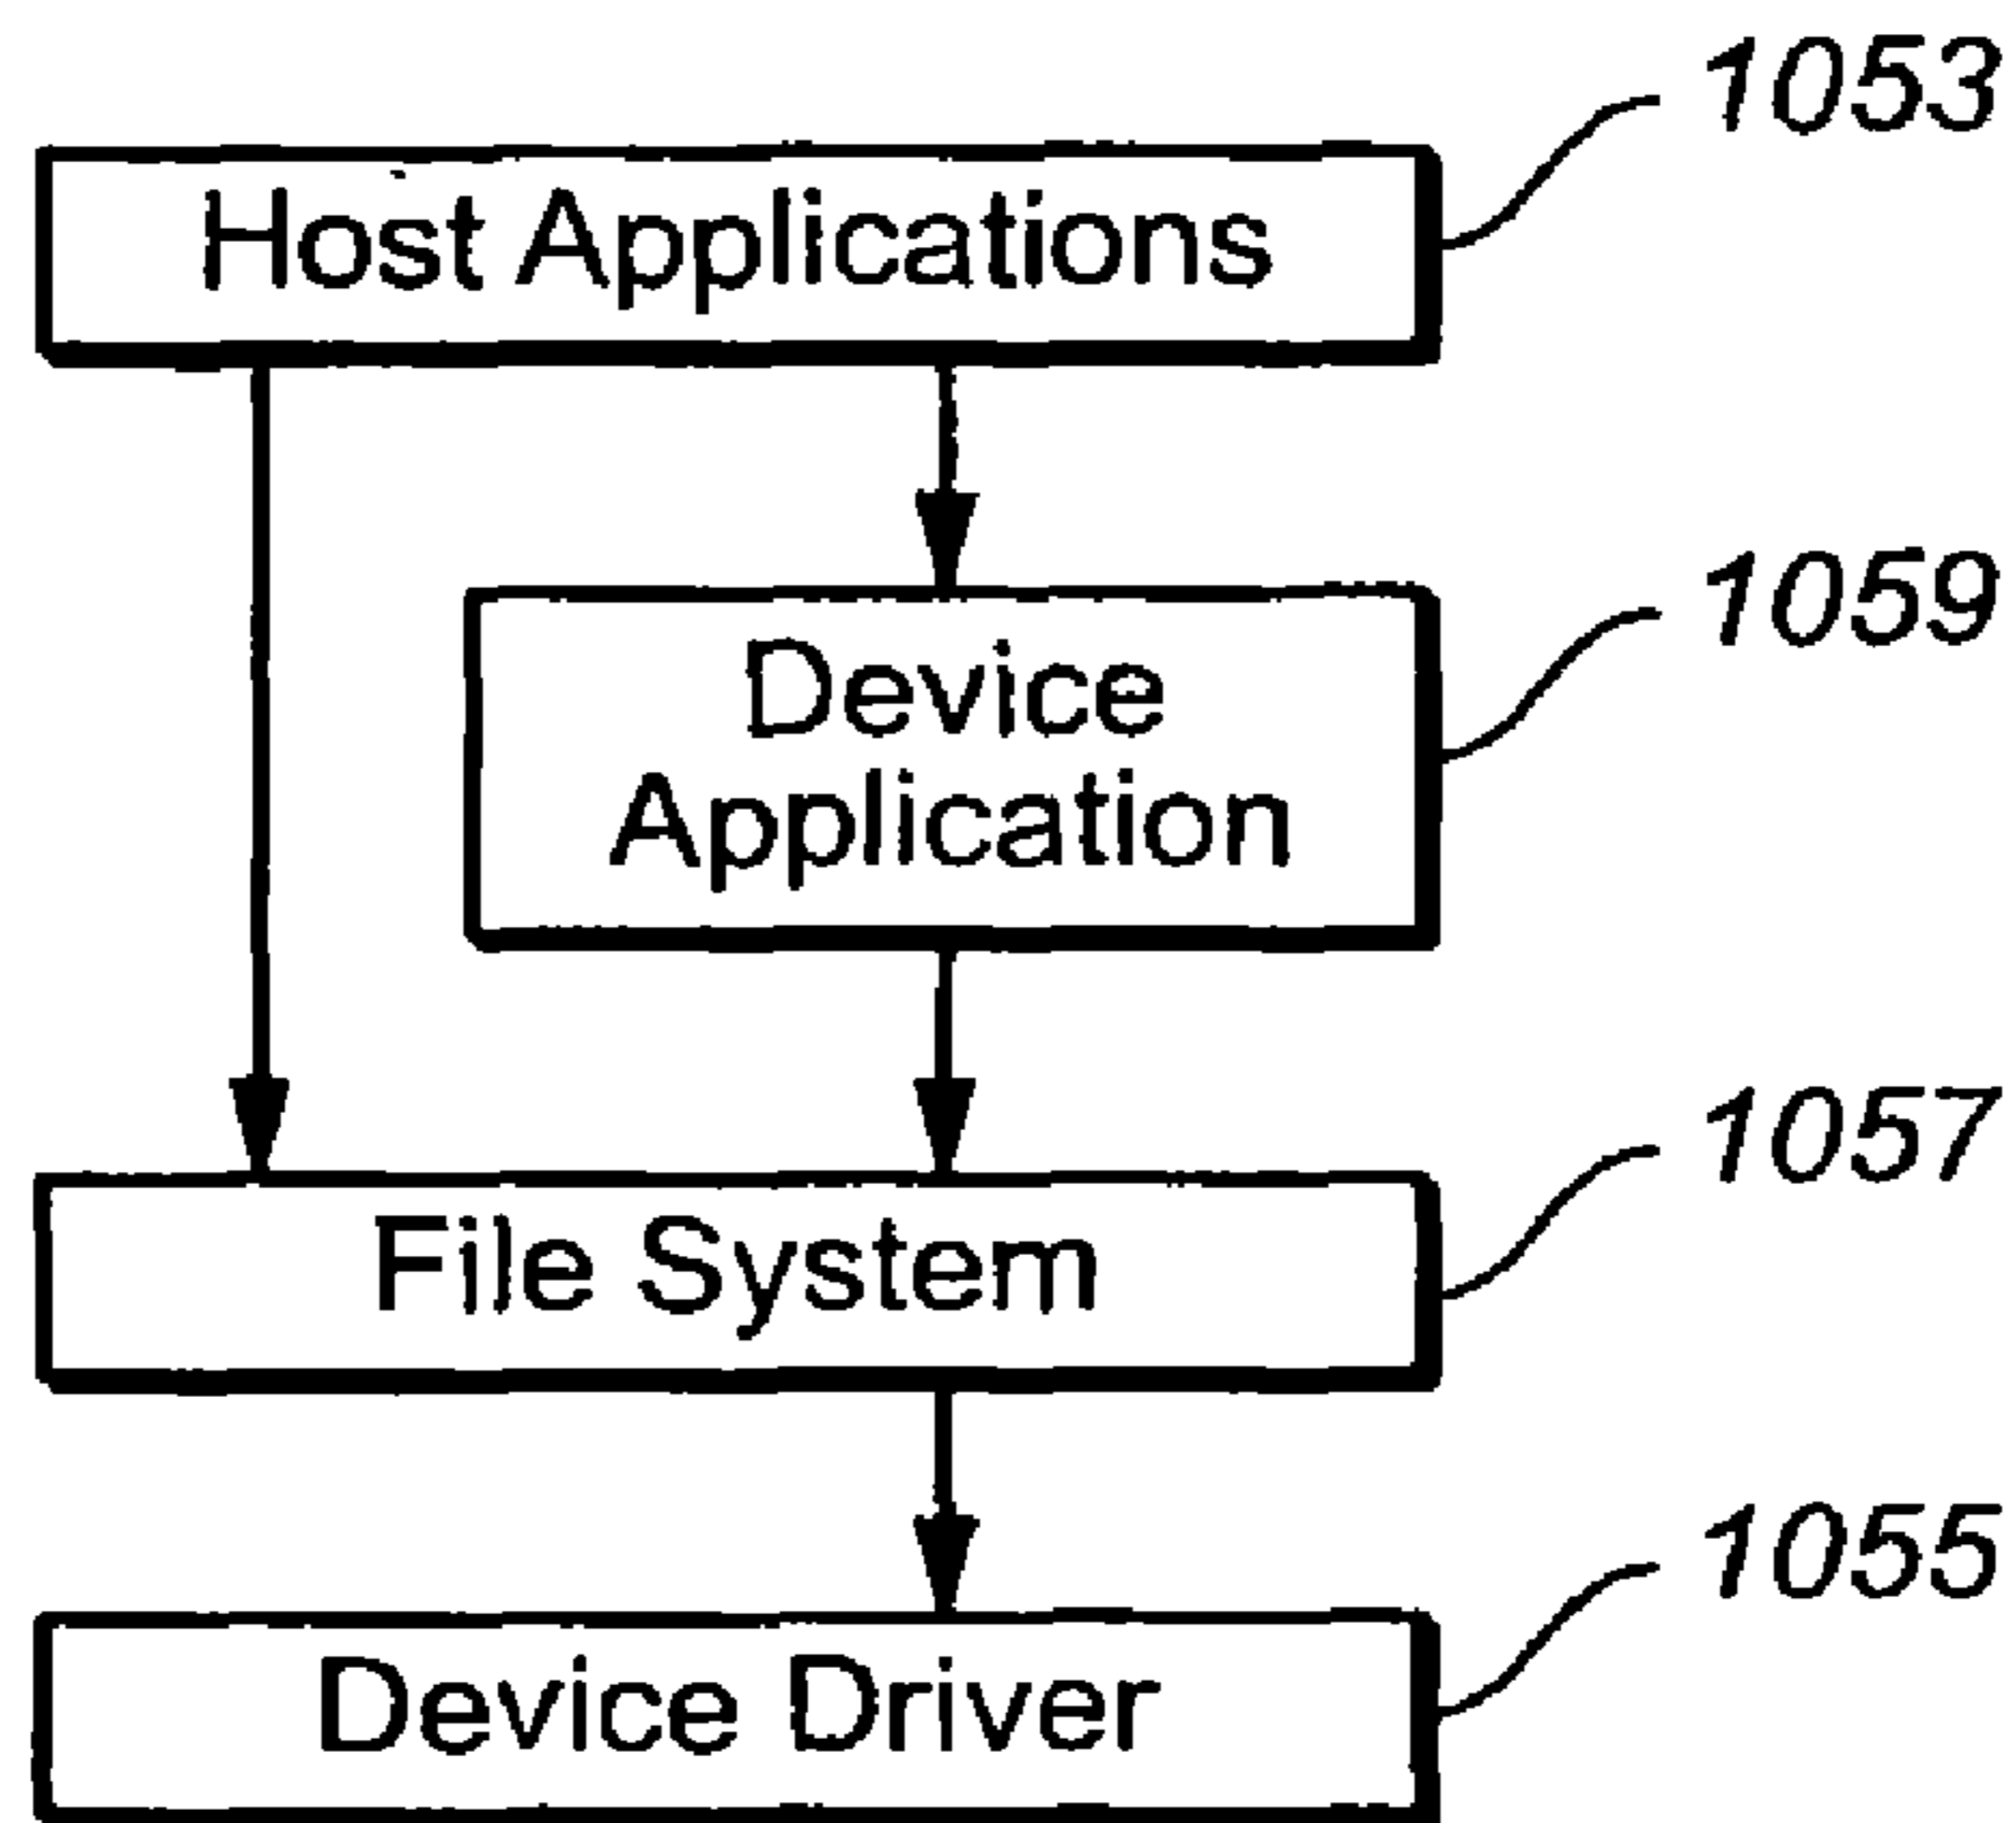 1053
Host Applications
1059
Device
Application
1057
File System
1055
Device Driver